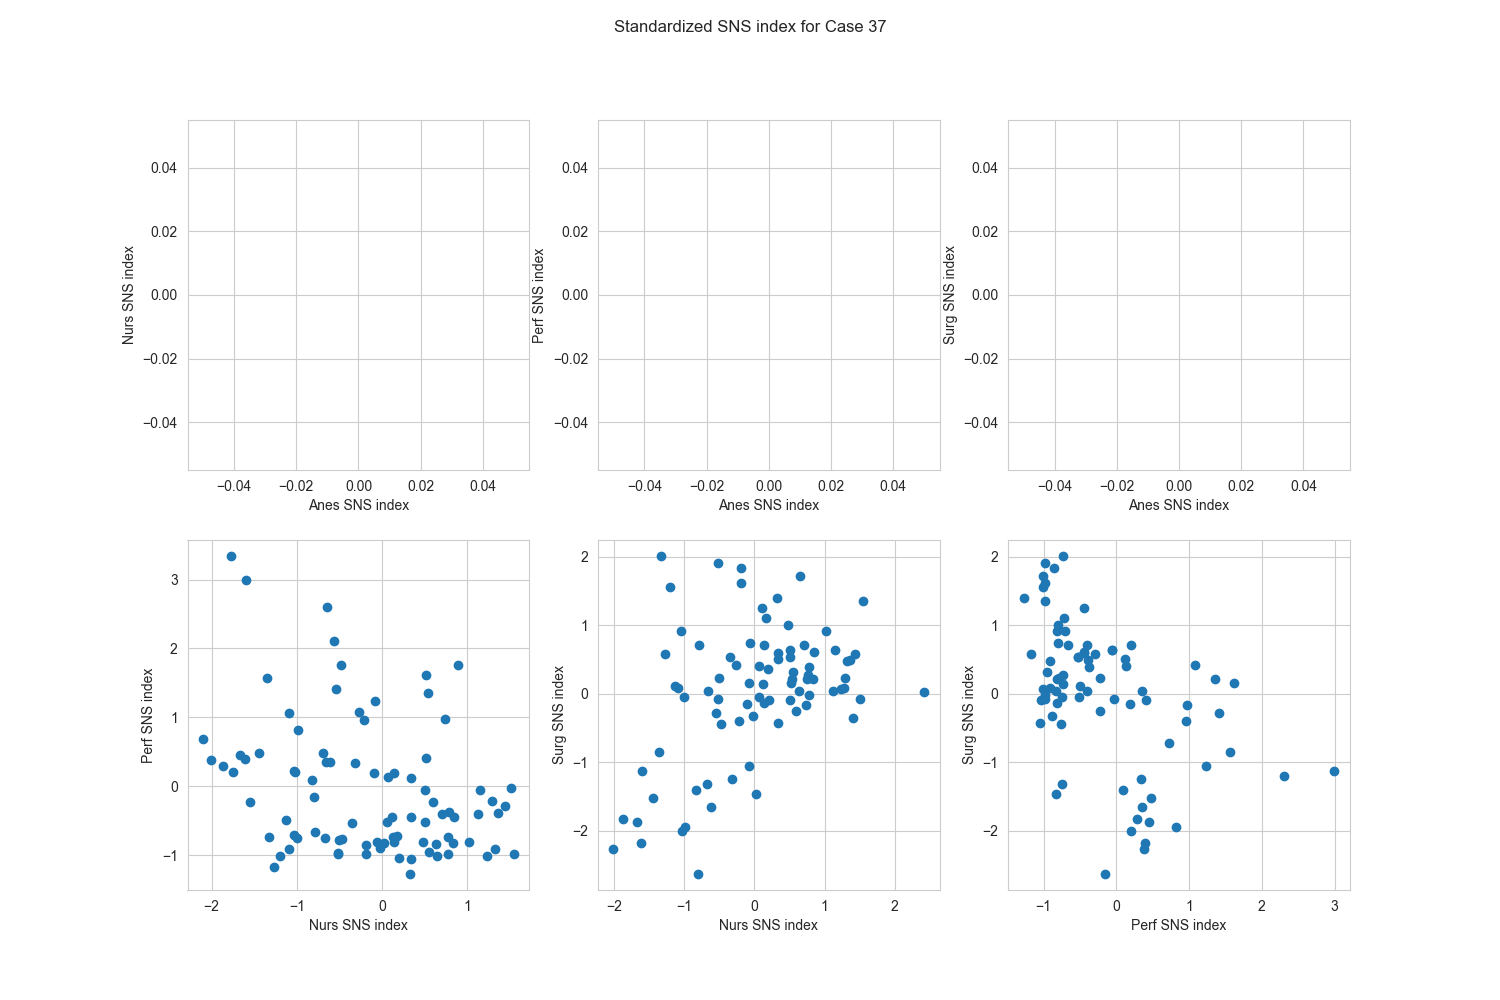 Standardized SNS index for Case 37
0.04
0.02
0.00
−0.02
−0.04
Nurs SNS index
−0.04 −0.02 0.00 0.02 0.04
Anes SNS index
0.04
0.02
0.00
−0.02
−0.04
Perf SNS index
−0.04 −0.02 0.00 0.02 0.04
Anes SNS index
0.04
0.02
0.00
−0.02
−0.04
Surg SNS index
−0.04 −0.02 0.00 0.02 0.04
Anes SNS index
3
2
1
0
−1
Perf SNS index
−2 −1 0 1
Nurs SNS index
2
1
0
−1
−2
Surg SNS index
−2 −1 0 1 2
Nurs SNS index
2
1
0
−1
−2
Surg SNS index
−1 0 1 2 3
Perf SNS index